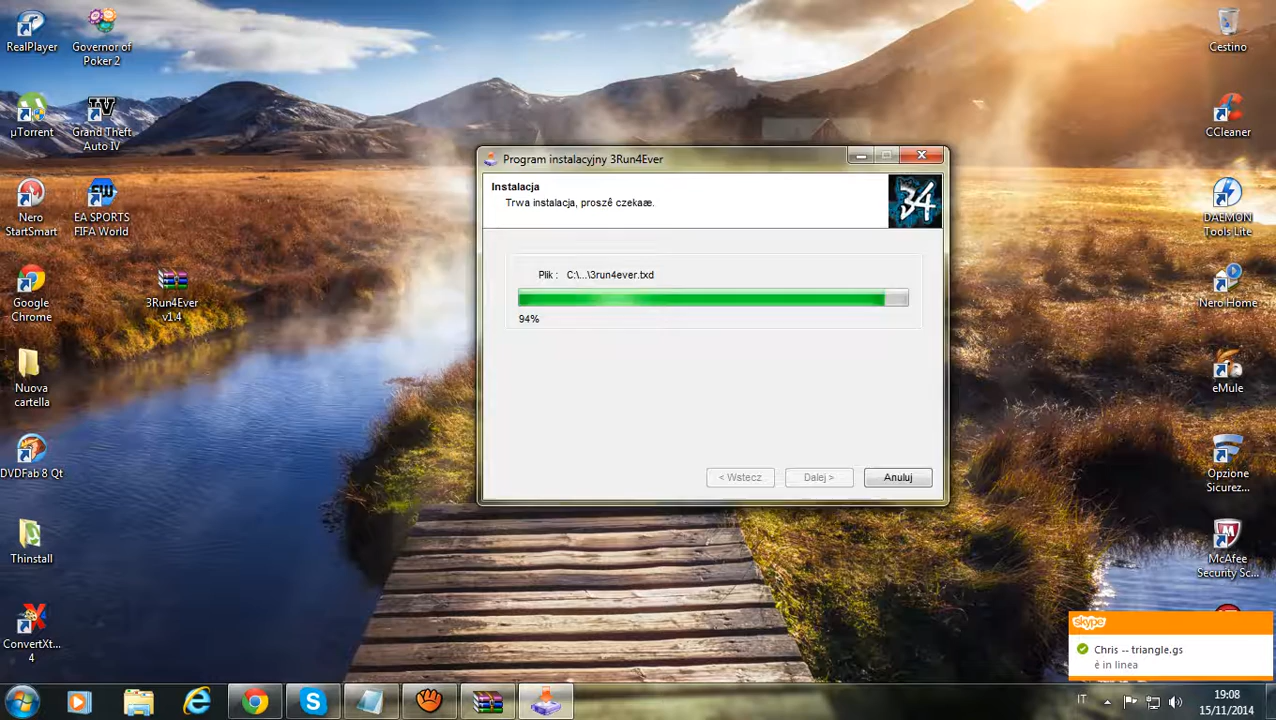 RealPlayer
Governor of
Poker 2
µTorrent
Grand Theft
Auto IV
Nero
StartSmart
EA SPORTS
FIFA World
Google
Chrome
3Run4Ever
v1.4
Nuova
cartella
DVDFab 8 Qt
Thinstall
ConvertXt...
4
Program instalacyjny 3Run4Ever
Instalacja
Trwa instalacja, proszê czekaæ.
34
Plik : C:\...\3run4ever.txd
94%
< Wstecz
Dalej >
Anuluj
Cestino
CCleaner
DAEMON
Tools Lite
Nero Home
eMule
Opzione
Sicurez...
McAfee
Security Sc...
skype
Chris -- triangle.gs
è in linea
IT
19:08
15/11/2014